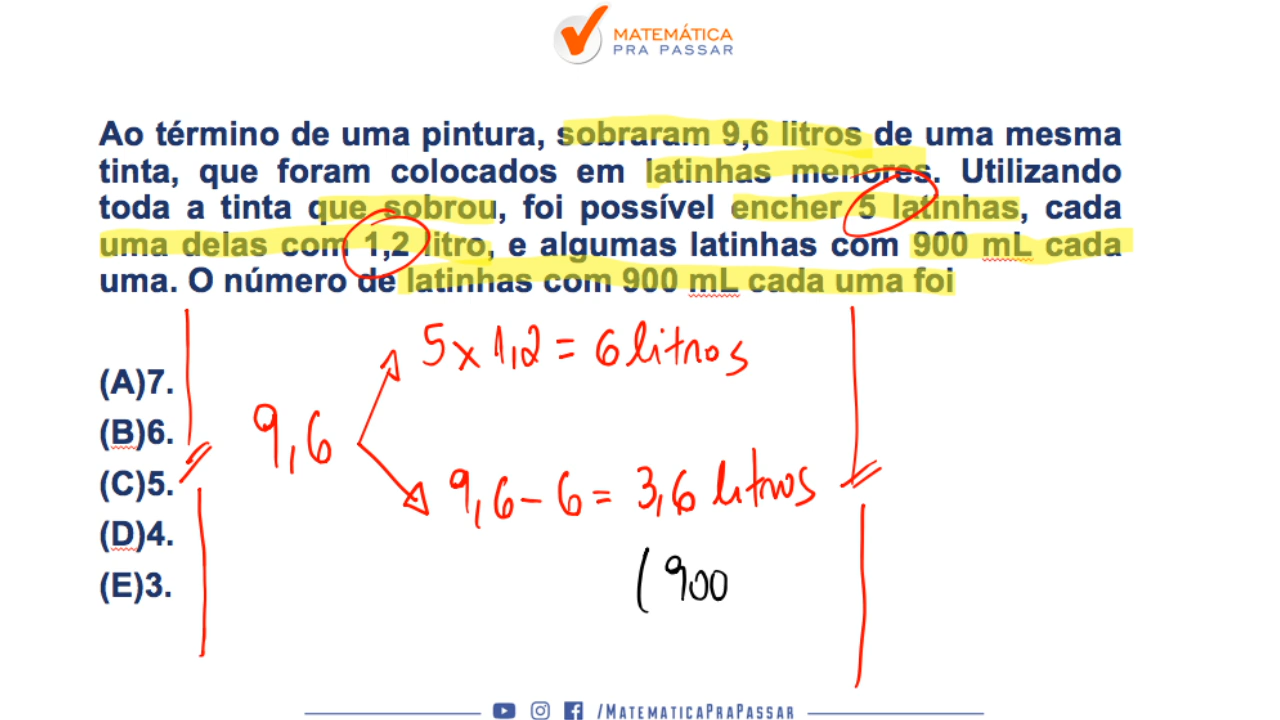 MATEMÁTICA
PRA PASSAR
Ao término de uma pintura, sobraram 9,6 litros de uma mesma
tinta, que foram colocados em latinhas menores. Utilizando
toda a tinta que sobrou, foi possível encher 5 latinhas, cada
uma delas com 1,2 litro, e algumas latinhas com 900 mL cada
uma. O número de latinhas com 900 mL cada uma foi
5 x 1,2 = 6 litros
(A)7.
(B)6.
9,6
(C)5.
9,6 - 6 = 3,6 litros
(D)4.
(E)3.
(900
/MatematicaPraPassar